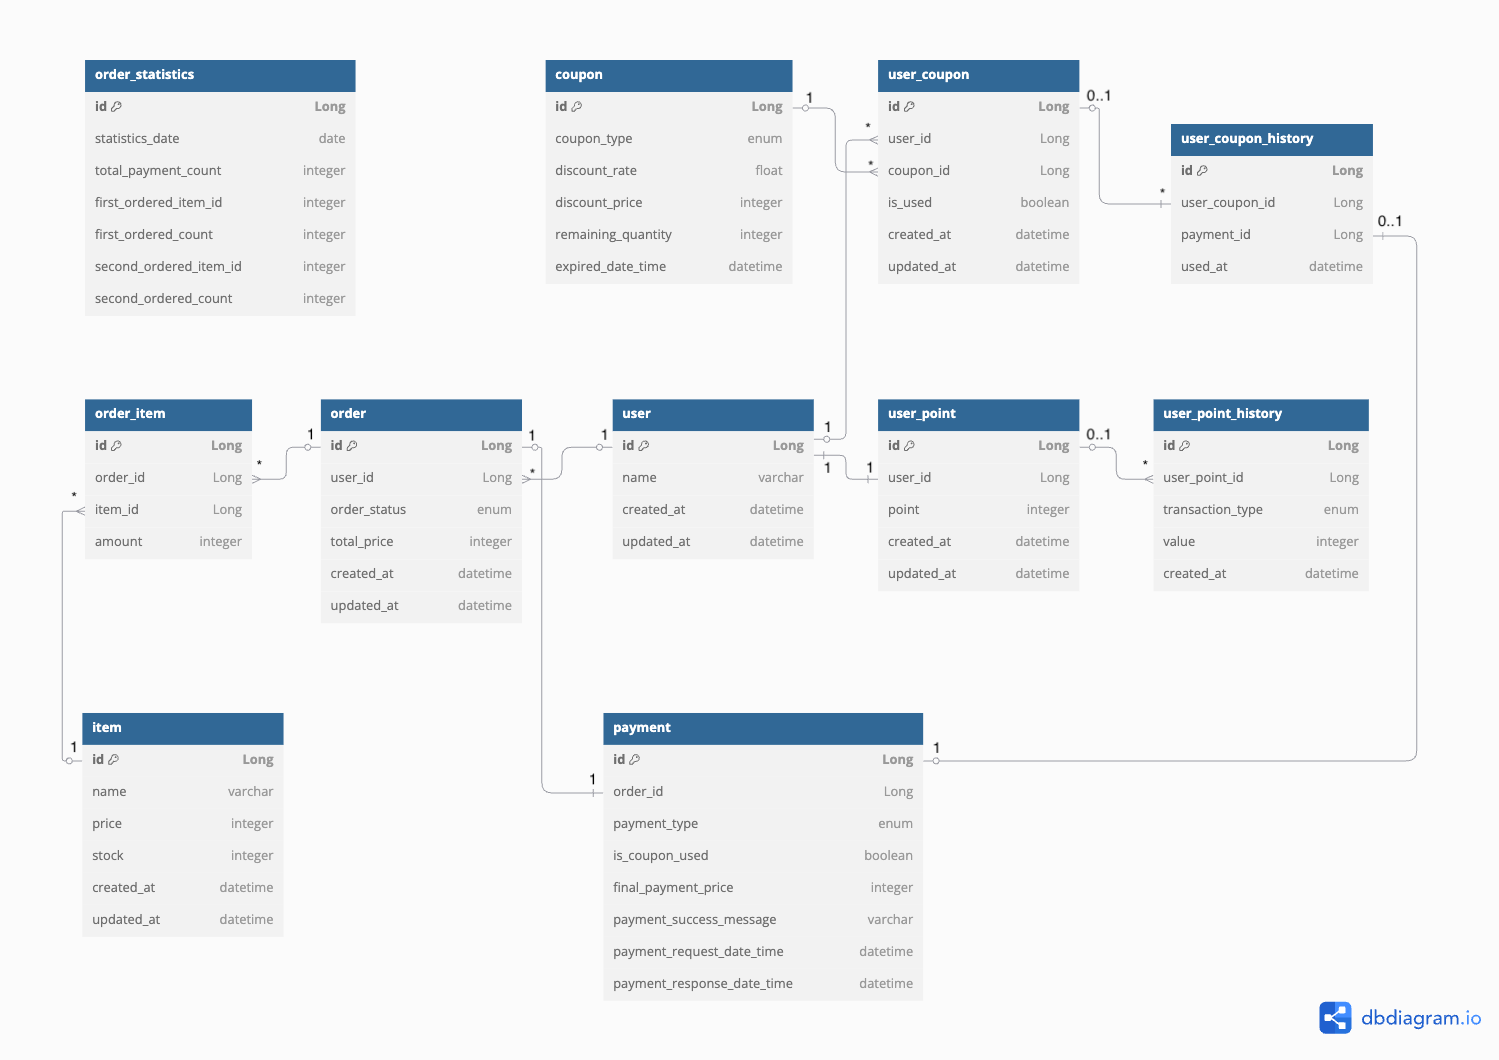 order_statistics
id Long
statistics_date date
total_payment_count integer
first_ordered_item_id integer
first_ordered_count integer
second_ordered_item_id integer
second_ordered_count integer
coupon
id Long
coupon_type enum
discount_rate float
discount_price integer
remaining_quantity integer
expired_date_time datetime
1
*
*
user_coupon
id Long
user_id Long
coupon_id Long
is_used boolean
created_at datetime
updated_at datetime
0..1
*
user_coupon_history
id Long
user_coupon_id Long
payment_id Long
used_at datetime
0..1
order_item
id Long
order_id Long
item_id Long
amount integer
*
1
*
order
id Long
user_id Long
order_status enum
total_price integer
created_at datetime
updated_at datetime
1
*
1
user
id Long
name varchar
created_at datetime
updated_at datetime
1
1
1
user_point
id Long
user_id Long
point integer
created_at datetime
updated_at datetime
0..1
*
user_point_history
id Long
user_point_id Long
transaction_type enum
value integer
created_at datetime
1
item
id Long
name varchar
price integer
stock integer
created_at datetime
updated_at datetime
1
payment
id Long
order_id Long
payment_type enum
is_coupon_used boolean
final_payment_price integer
payment_success_message varchar
payment_request_date_time datetime
payment_response_date_time datetime
1
dbdiagram.io